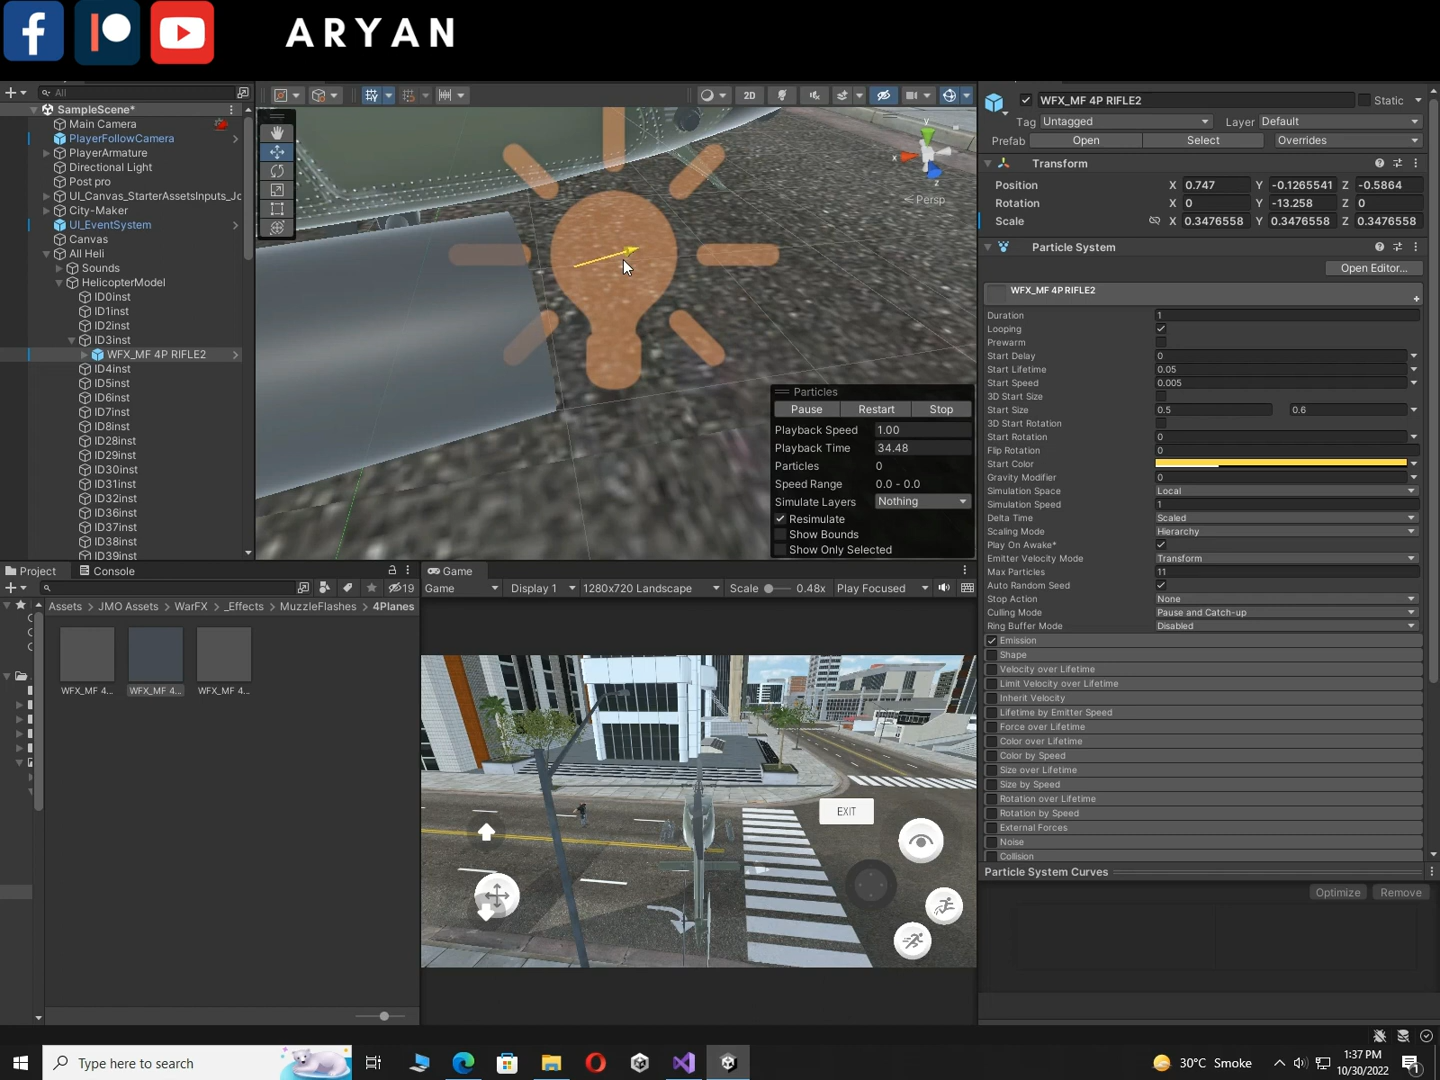 ARYAN
All
SampleScene*
Main Camera
PlayerFollowCamera
PlayerArmature
Directional Light
Post pro
UI_Canvas_StarterAssetsInputs_Jo
City-Maker
UI_EventSystem
Canvas
All Heli
Sounds
HelicopterModel
ID0inst
ID1inst
ID2inst
ID3inst
WFX_MF 4P RIFLE2
ID4inst
ID5inst
ID6inst
ID7inst
ID8inst
ID28inst
ID29inst
ID30inst
ID31inst
ID32inst
ID36inst
ID37inst
ID38inst
ID39inst
2D
y
x
z
Persp
Particles
Pause Restart Stop
Playback Speed 1.00
Playback Time 34.48
Particles 0
Speed Range 0.0 - 0.0
Simulate Layers Nothing
Resimulate
Show Bounds
Show Only Selected
WFX_MF 4P RIFLE2 Static
Tag Untagged Layer Default
Prefab Open Select Overrides
Transform
Position X 0.747 Y -0.1265541 Z -0.5864
Rotation X 0 Y -13.258 Z 0
Scale X 0.3476558 Y 0.3476558 Z 0.3476558
Particle System
Open Editor...
WFX_MF 4P RIFLE2
Duration 1
Looping
Prewarm
Start Delay 0
Start Lifetime 0.05
Start Speed 0.005
3D Start Size
Start Size 0.5 0.6
3D Start Rotation
Start Rotation 0
Flip Rotation 0
Start Color
Gravity Modifier 0
Simulation Space Local
Simulation Speed 1
Delta Time Scaled
Scaling Mode Hierarchy
Play On Awake*
Emitter Velocity Mode Transform
Max Particles 11
Auto Random Seed
Stop Action None
Culling Mode Pause and Catch-up
Ring Buffer Mode Disabled
Emission
Shape
Velocity over Lifetime
Limit Velocity over Lifetime
Inherit Velocity
Lifetime by Emitter Speed
Force over Lifetime
Color over Lifetime
Color by Speed
Size over Lifetime
Size by Speed
Rotation over Lifetime
Rotation by Speed
External Forces
Noise
Collision
Particle System Curves
Optimize Remove
Project Console
19
Assets > JMO Assets > WarFX > _Effects > MuzzleFlashes > 4Planes
WFX_MF 4... WFX_MF 4... WFX_MF 4...
Game
Game Display 1 1280x720 Landscape Scale 0.48x Play Focused
EXIT
Type here to search
30°C Smoke
1:37 PM
10/30/2022
1